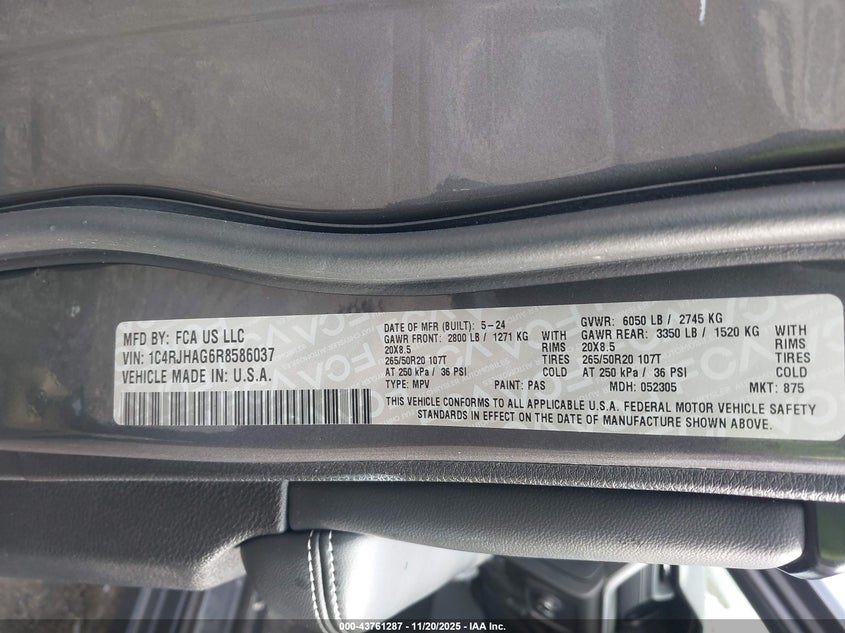 MFD BY: FCA US LLC
VIN: 1C4RJHAG6R8586037
VEHICLE MADE IN: U.S.A.
DATE OF MFR (BUILT): 5-24
GVWR: 6050 LB / 2745 KG
GAWR FRONT: 2800 LB / 1271 KG WITH
GAWR REAR: 3350 LB / 1520 KG WITH
20X8.5 RIMS
20X8.5 RIMS
265/50R20 107T TIRES
265/50R20 107T TIRES
AT 250 kPa / 36 PSI COLD
AT 250 kPa / 36 PSI COLD
TYPE: MPV PAINT: PAS MDH: 052305 MKT: 875
THIS VEHICLE CONFORMS TO ALL APPLICABLE U.S.A. FEDERAL MOTOR VEHICLE SAFETY
STANDARDS IN EFFECT ON THE DATE OF MANUFACTURE SHOWN ABOVE.
000-43761287 - 11/20/2025 - IAA Inc.